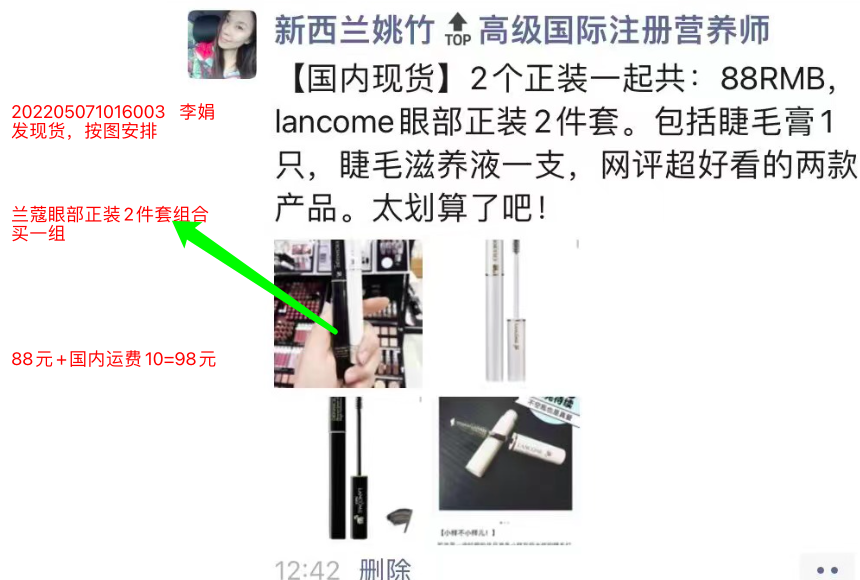 新西兰姚竹 TOP 高级国际注册营养师
【国内现货】2个正装一起共：88RMB，
lancome眼部正装2件套。包括睫毛膏1
只，睫毛滋养液一支，网评超好看的两款
产品。太划算了吧！
202205071016003 李娟
发现货，按图安排
兰蔻眼部正装2件套组合
买一组
88元+国内运费10=98元
LANCOME
【小样不小样儿！】
12:42 删除